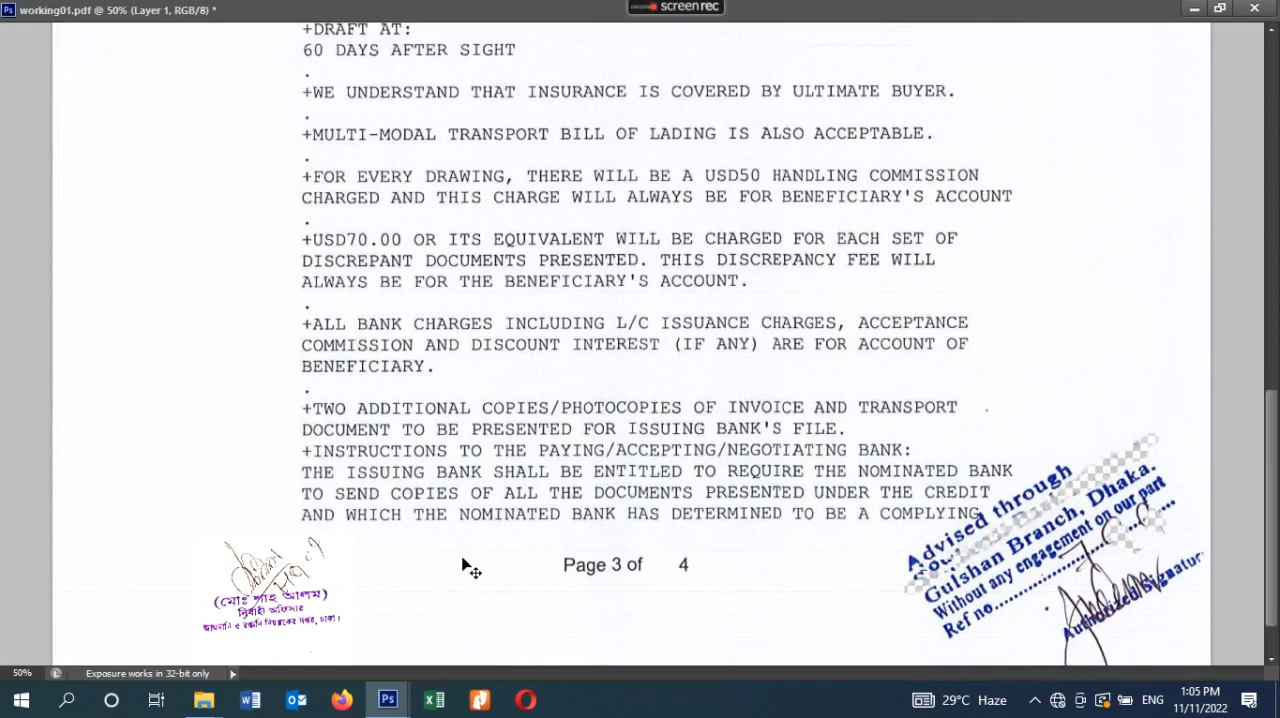 working01.pdf @ 50% (Layer 1, RGB/8) *
screenrec
+DRAFT AT:
60 DAYS AFTER SIGHT
.
+WE UNDERSTAND THAT INSURANCE IS COVERED BY ULTIMATE BUYER.
.
+MULTI-MODAL TRANSPORT BILL OF LADING IS ALSO ACCEPTABLE.
.
+FOR EVERY DRAWING, THERE WILL BE A USD50 HANDLING COMMISSION
CHARGED AND THIS CHARGE WILL ALWAYS BE FOR BENEFICIARY'S ACCOUNT
.
+USD70.00 OR ITS EQUIVALENT WILL BE CHARGED FOR EACH SET OF
DISCREPANT DOCUMENTS PRESENTED. THIS DISCREPANCY FEE WILL
ALWAYS BE FOR THE BENEFICIARY'S ACCOUNT.
.
+ALL BANK CHARGES INCLUDING L/C ISSUANCE CHARGES, ACCEPTANCE
COMMISSION AND DISCOUNT INTEREST (IF ANY) ARE FOR ACCOUNT OF
BENEFICIARY.
.
+TWO ADDITIONAL COPIES/PHOTOCOPIES OF INVOICE AND TRANSPORT
DOCUMENT TO BE PRESENTED FOR ISSUING BANK'S FILE.
+INSTRUCTIONS TO THE PAYING/ACCEPTING/NEGOTIATING BANK:
THE ISSUING BANK SHALL BE ENTITLED TO REQUIRE THE NOMINATED BANK
TO SEND COPIES OF ALL THE DOCUMENTS PRESENTED UNDER THE CREDIT
AND WHICH THE NOMINATED BANK HAS DETERMINED TO BE A COMPLYING
Advised through
Gulshan Branch, Dhaka.
Without any engagement on our part
Ref no..............................
Authorized Signatur
Page 3 of 4
(মোঃ শাহ আলম)
নির্বাহী অফিসার
আমদানি ও রপ্তানি নিয়ন্ত্রকের দপ্তর, ঢাকা।
50%
Exposure works in 32-bit only
29°C Haze
ENG
1:05 PM
11/11/2022